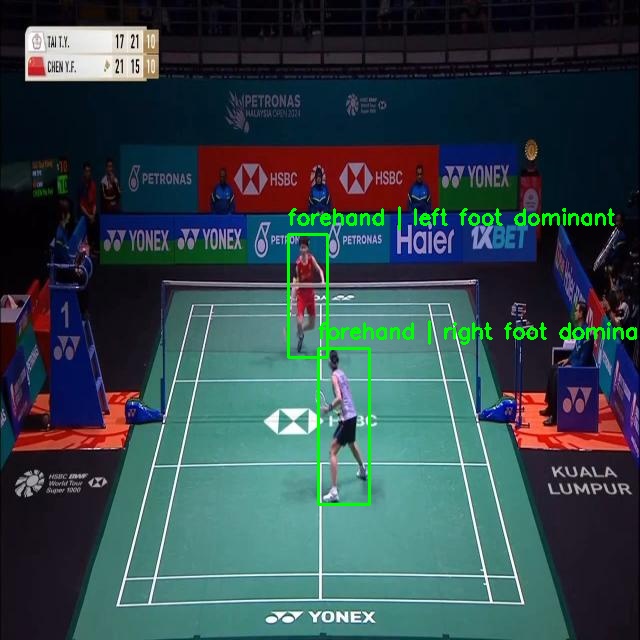 TAI T.Y. 17 21 10
CHEN Y.F. 21 15 10
PETRONAS
MALAYSIA OPEN 2024
PETRONAS
HSBC
HSBC
YONEX
forehand | left foot dominant
YONEX
YONEX
PETRONAS
PETRONAS
Haier
1XBET
1
forehand | right foot domina
HSBC
HSBC BWF
World Tour
Super 1000
KUALA
LUMPUR
YONEX